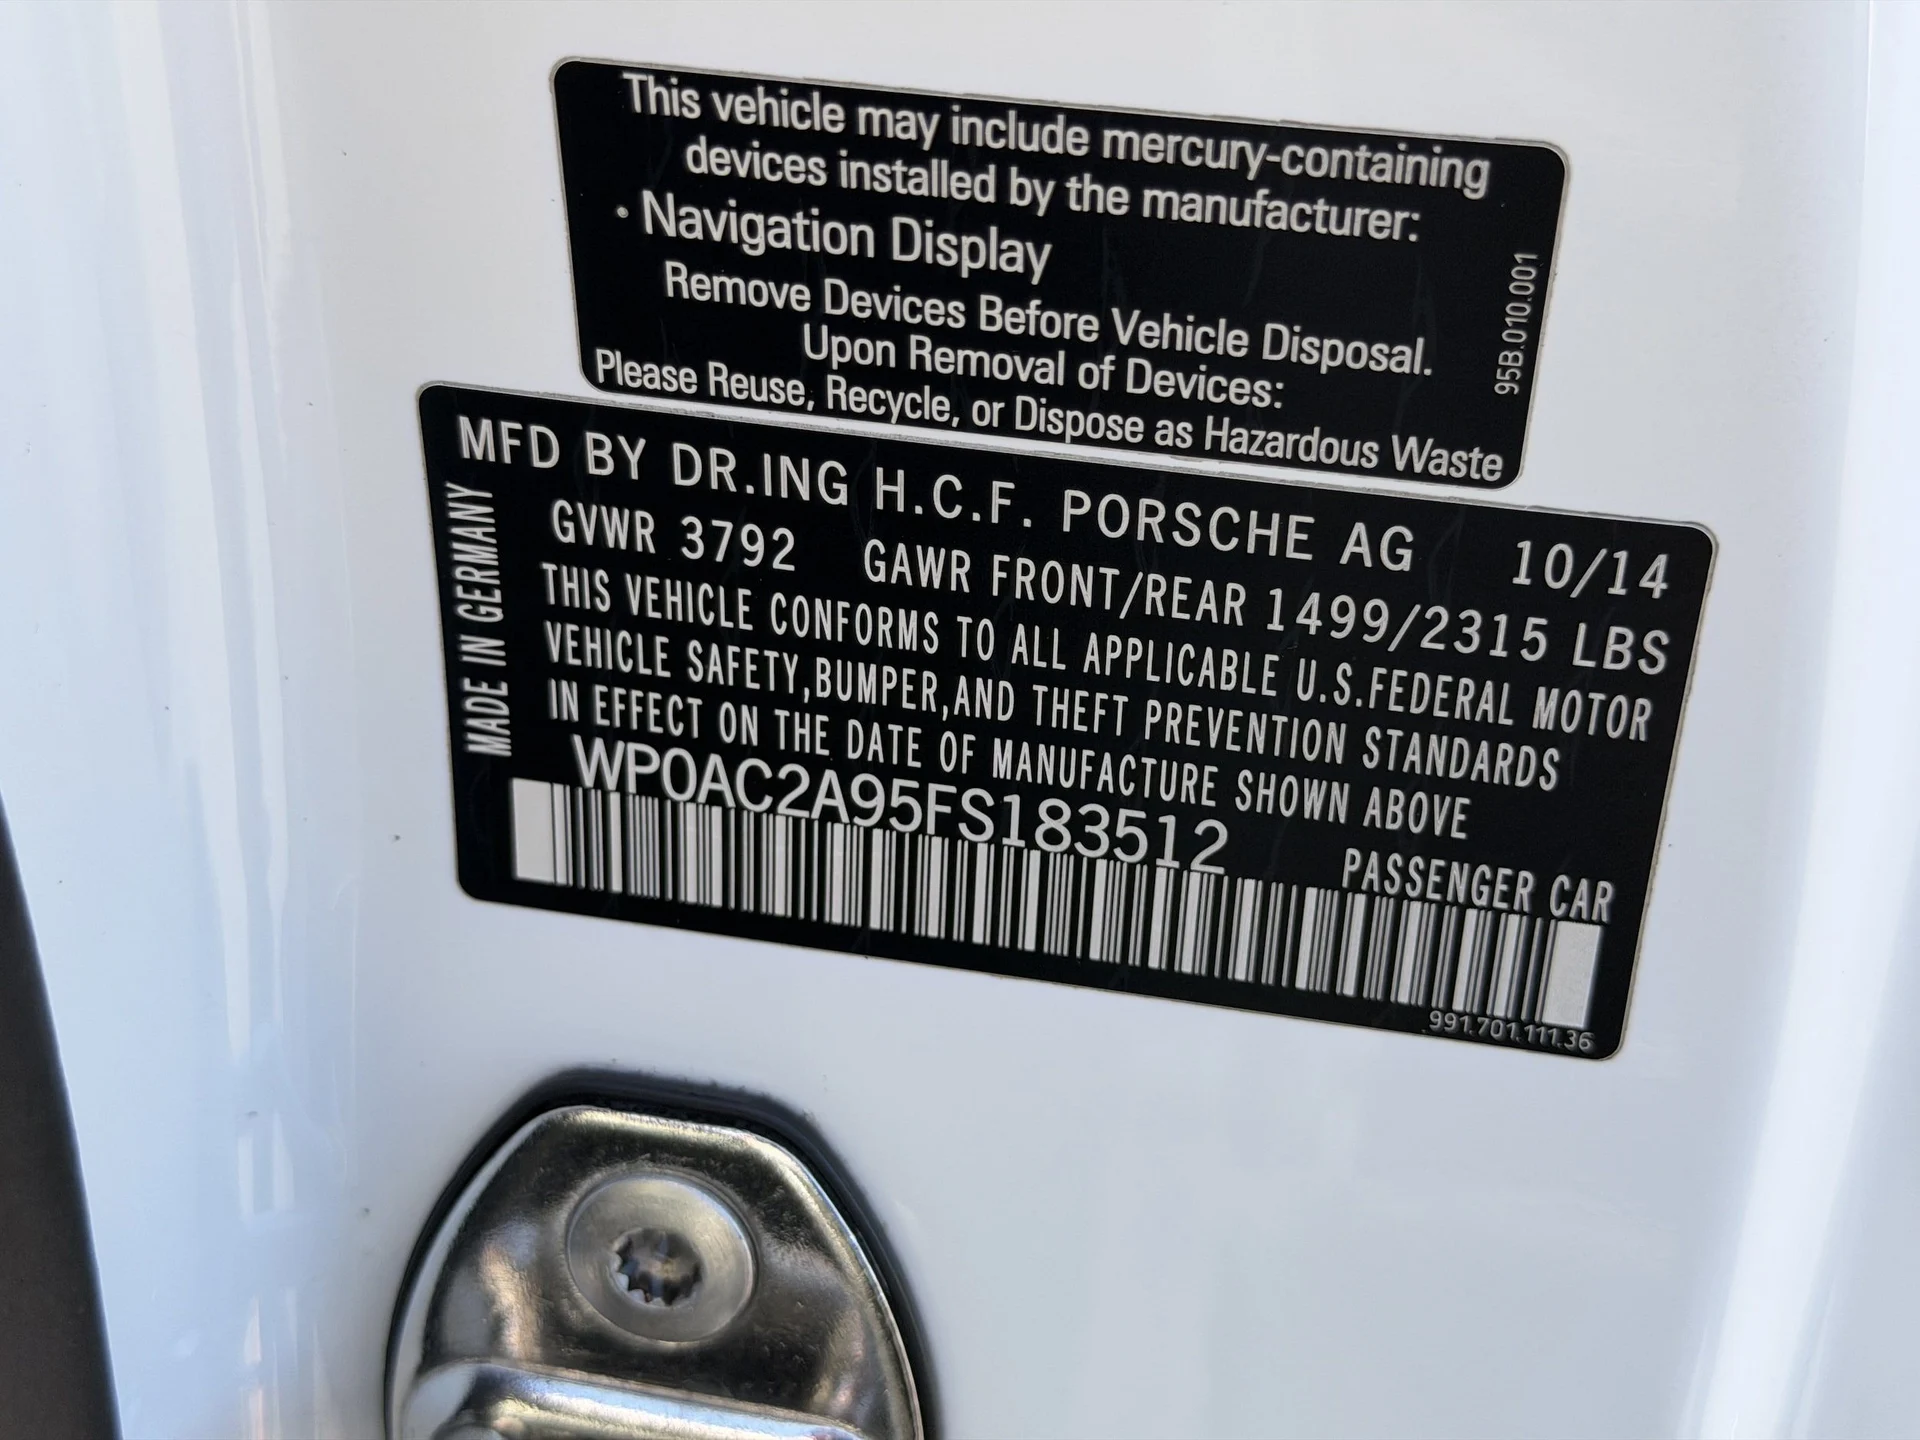 This vehicle may include mercury-containing
devices installed by the manufacturer:
· Navigation Display
Remove Devices Before Vehicle Disposal.
Upon Removal of Devices:
Please Reuse, Recycle, or Dispose as Hazardous Waste
95B.010.001
MFD BY DR.ING H.C.F. PORSCHE AG 10/14
GVWR 3792 GAWR FRONT/REAR 1499/2315 LBS
THIS VEHICLE CONFORMS TO ALL APPLICABLE U.S.FEDERAL MOTOR
VEHICLE SAFETY,BUMPER,AND THEFT PREVENTION STANDARDS
IN EFFECT ON THE DATE OF MANUFACTURE SHOWN ABOVE
WP0AC2A95FS183512
PASSENGER CAR
MADE IN GERMANY
991.701.111.36